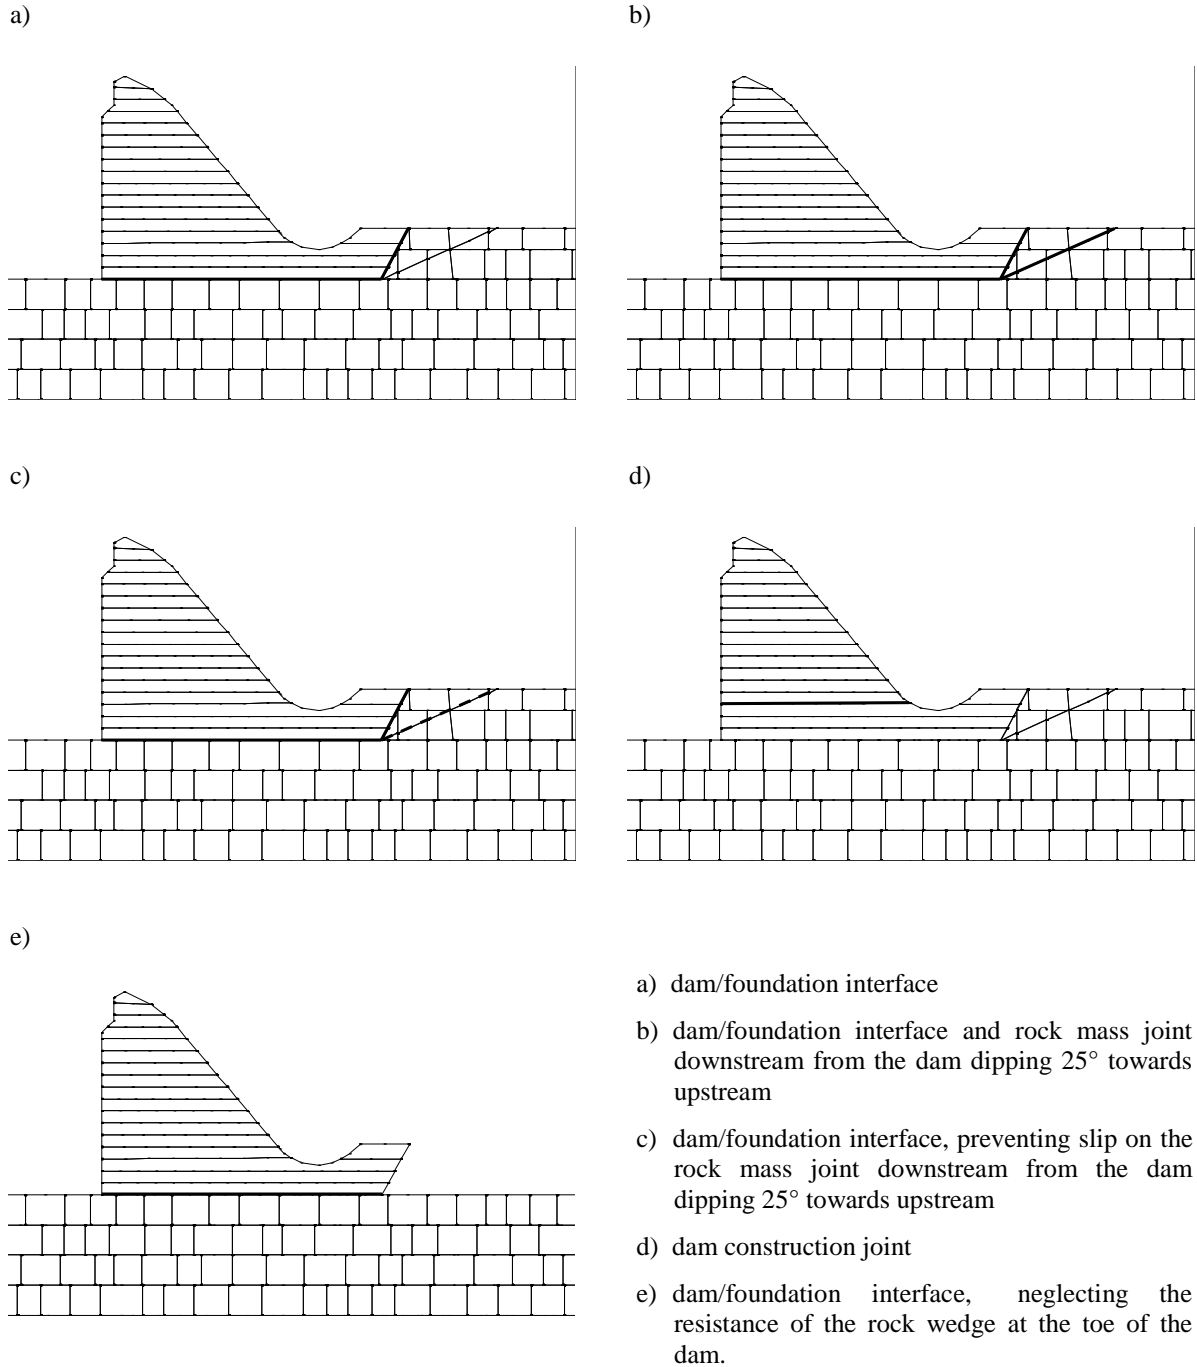 a)
b)
c)
d)
e)
a) dam/foundation interface
b) dam/foundation interface and rock mass joint
downstream from the dam dipping 25° towards
upstream
c) dam/foundation interface, preventing slip on the
rock mass joint downstream from the dam
dipping 25° towards upstream
d) dam construction joint
e) dam/foundation interface, neglecting the
resistance of the rock wedge at the toe of the
dam.